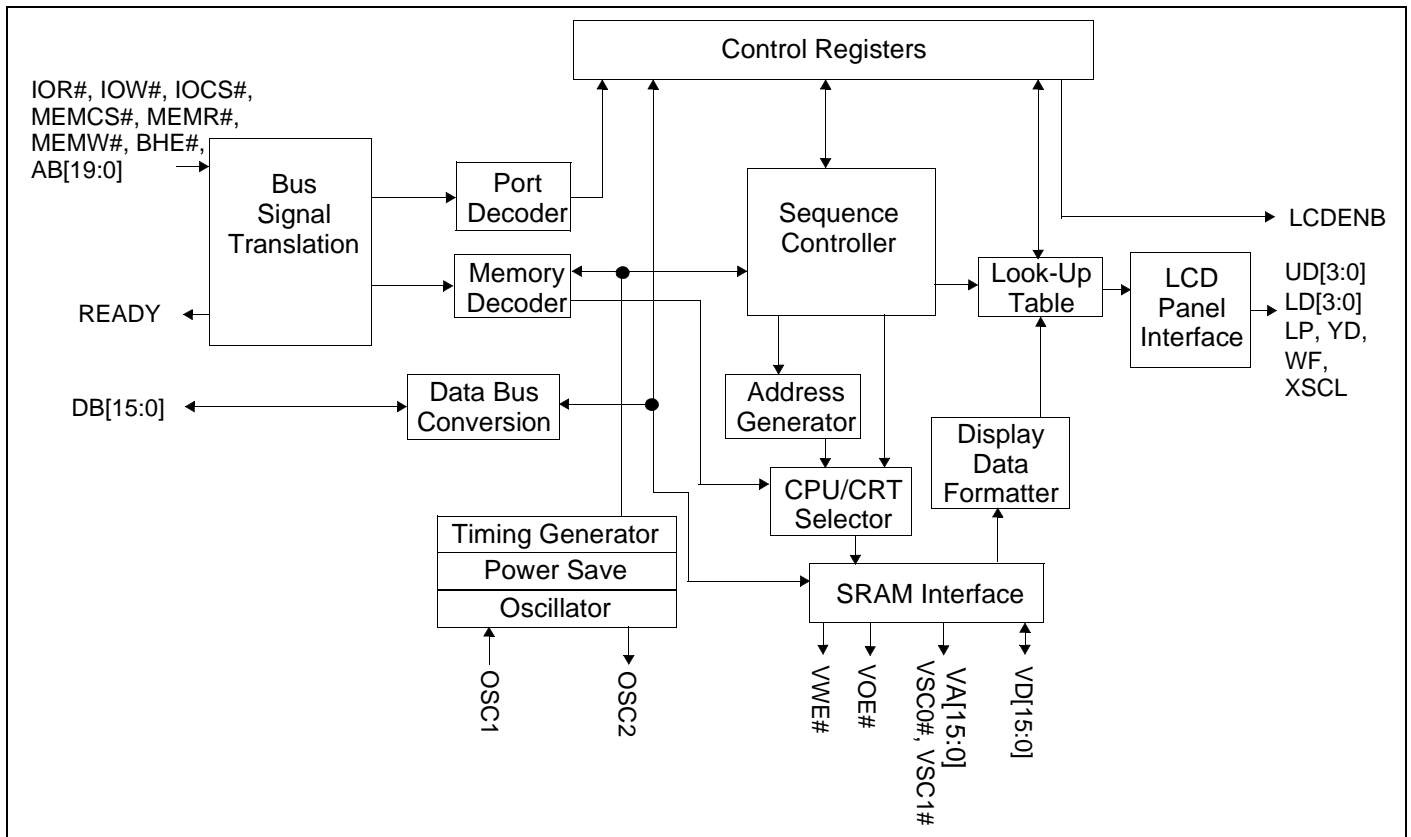 Control Registers
IOR#, IOW#, IOCS#,
MEMCS#, MEMR#,
MEMW#, BHE#,
AB[19:0]
Bus
Signal
Translation
Port
Decoder
Sequence
Controller
LCDENB
Memory
Decoder
Look-Up
Table
LCD
Panel
Interface
UD[3:0]
LD[3:0]
LP, YD,
WF,
XSCL
READY
DB[15:0]
Data Bus
Conversion
Address
Generator
Display
Data
Formatter
CPU/CRT
Selector
Timing Generator
Power Save
Oscillator
SRAM Interface
OSC1
OSC2
VWE#
VOE#
VA[15:0]
VSC0#, VSC1#
VD[15:0]